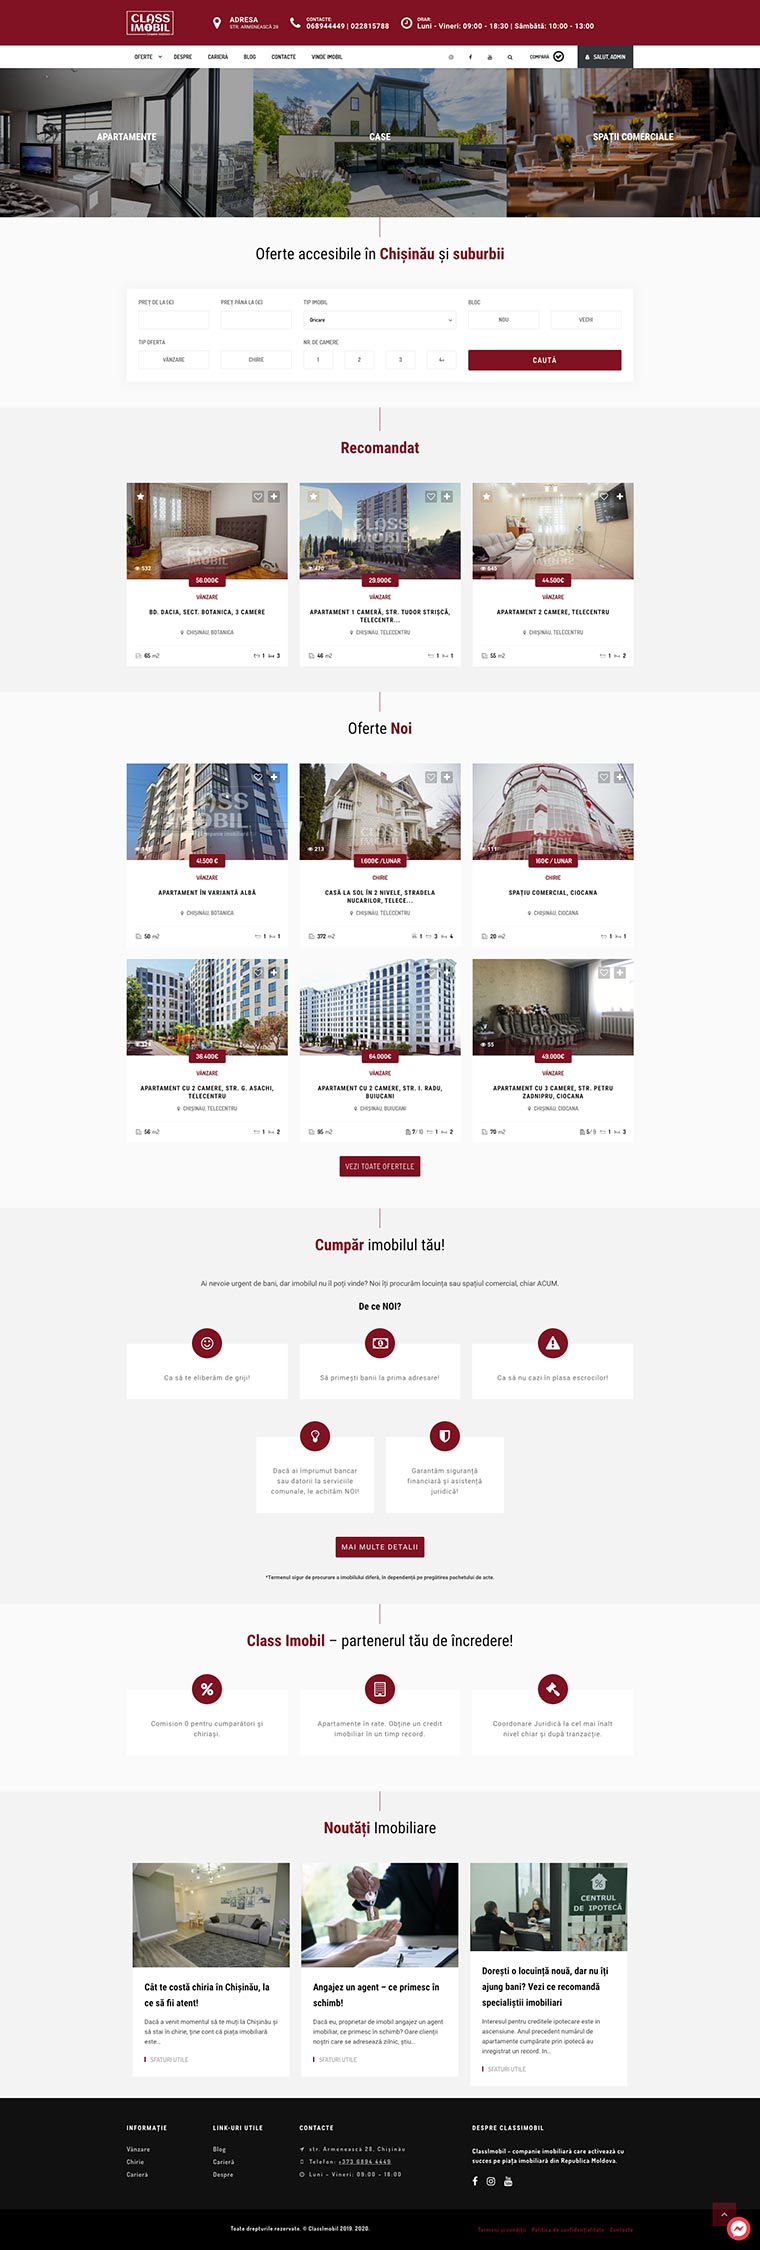 CLASS
IMOBIL
ADRESA
STR. ARMENEASCĂ 28
CONTACTE:
068944449 | 022815788
ORAR:
Luni - Vineri: 09:00 - 18:30 | Sâmbătă: 10:00 - 13:00
OFERTE DESPRE CARIERĂ BLOG CONTACTE VINDE IMOBIL
COMPARĂ
SALUT, ADMIN
APARTAMENTE
CASE
SPAȚII COMERCIALE
Oferte accesibile în Chișinău și suburbii
PREȚ DE LA (€) PREȚ PÂNĂ LA (€) TIP IMOBIL BLOC
Oricare NOU VECHI
TIP OFERTĂ NR. DE CAMERE
VÂNZARE CHIRIE 1 2 3 4+ CAUTĂ
Recomandat
532
56.000€
VÂNZARE
BD. DACIA, SECT. BOTANICA, 3 CAMERE
CHIȘINĂU, BOTANICA
65 m2 1 3
29.900€
VÂNZARE
APARTAMENT 1 CAMERĂ, STR. TUDOR STRIȘCĂ,
TELECENTR...
CHIȘINĂU, TELECENTRU
46 m2 1 1
645
44.500€
VÂNZARE
APARTAMENT 2 CAMERE, TELECENTRU
CHIȘINĂU, TELECENTRU
55 m2 1 2
Oferte Noi
41.500 €
VÂNZARE
APARTAMENT ÎN VARIANTĂ ALBĂ
CHIȘINĂU, BOTANICA
50 m2 1 1
213
1.600€ /LUNAR
CHIRIE
CASĂ LA SOL ÎN 2 NIVELE, STRADELA
NUCARILOR, TELECE...
CHIȘINĂU, TELECENTRU
372 m2 1 3 4
111
160€ / LUNAR
CHIRIE
SPAȚIU COMERCIAL, CIOCANA
CHIȘINĂU, CIOCANA
20 m2 1 1
36.400€
VÂNZARE
APARTAMENT CU 2 CAMERE, STR. G. ASACHI,
TELECENTRU
CHIȘINĂU, TELECENTRU
56 m2 1 2
64.000€
VÂNZARE
APARTAMENT CU 2 CAMERE, STR. I. RADU,
BUIUCANI
CHIȘINĂU, BUIUCANI
95 m2 7/ 10 1 2
55
49.000€
VÂNZARE
APARTAMENT CU 3 CAMERE, STR. PETRU
ZADNIPRU, CIOCANA
CHIȘINĂU, CIOCANA
70 m2 5/ 9 1 3
VEZI TOATE OFERTELE
Cumpăr imobilul tău!
Ai nevoie urgent de bani, dar imobilul nu îl poți vinde? Noi îți procurăm locuința sau spațiul comercial, chiar ACUM.
De ce NOI?
Ca să te eliberăm de griji!
Să primești banii la prima adresare!
Ca să nu cazi în plasa escrocilor!
Dacă ai împrumut bancar
sau datorii la serviciile
comunale, le achităm NOI!
Garantăm siguranță
financiară și asistență
juridică!
MAI MULTE DETALII
*Termenul sigur de procurare a imobilului diferă, în dependență pe pregătirea pachetului de acte.
Class Imobil – partenerul tău de încredere!
Comision 0 pentru cumparători și
chiriași.
Apartamente în rate. Obține un credit
imobiliar în un timp record.
Coordonare Juridică la cel mai înalt
nivel chiar și după tranzacție.
Noutăți Imobiliare
Cât te costă chiria în Chișinău, la
ce să fii atent!
Dacă a venit momentul să te muți la Chișinău și
să stai în chirie, ține cont că piața imobiliară
este...
SFATURI UTILE
Angajez un agent – ce primesc în
schimb!
Dacă eu, proprietar de imobil angajez un agent
imobiliar, ce primesc în schimb? Oare clienții
noștri care se adresează zilnic, știu...
SFATURI UTILE
CENTRUL
DE IPOTECĂ
Dorești o locuință nouă, dar nu îți
ajung bani? Vezi ce recomandă
specialiștii imobiliari
Interesul pentru creditele ipotecare este in
ascensiune. Anul precedent numărul de
apartamente cumpărate prin ipotecă au
inregistrat un record. In...
SFATURI UTILE
INFORMAȚIE
Vânzare
Chirie
Carieră
LINK-URI UTILE
Blog
Carieră
Despre
CONTACTE
str. Armenească 28, Chișinău
Telefon: +373 6894 4449
Luni – Vineri: 09:00 – 18:00
DESPRE CLASSIMOBIL
ClassImobil – companie imobiliară care activează cu
succes pe piața imobiliară din Republica Moldova.
Toate drepturile rezervate. © ClassImobil 2019. 2020.
Termeni și condiții Politica de confidențialitate Contacte